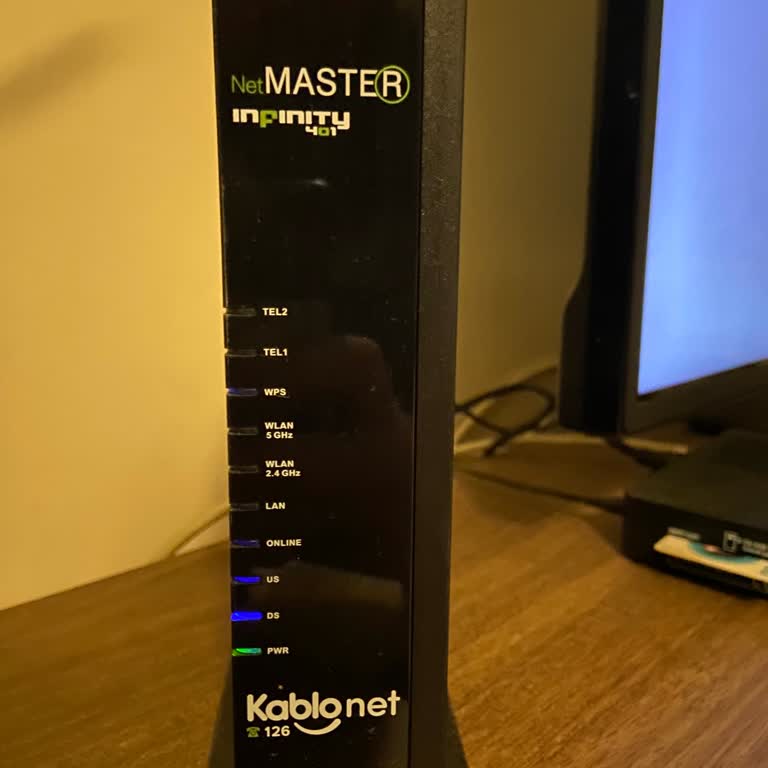 NetMASTER
INFINITY
401
TEL2
TEL1
WPS
WLAN
5 GHz
WLAN
2.4 GHz
LAN
ONLINE
US
DS
PWR
Kablonet
☎ 126